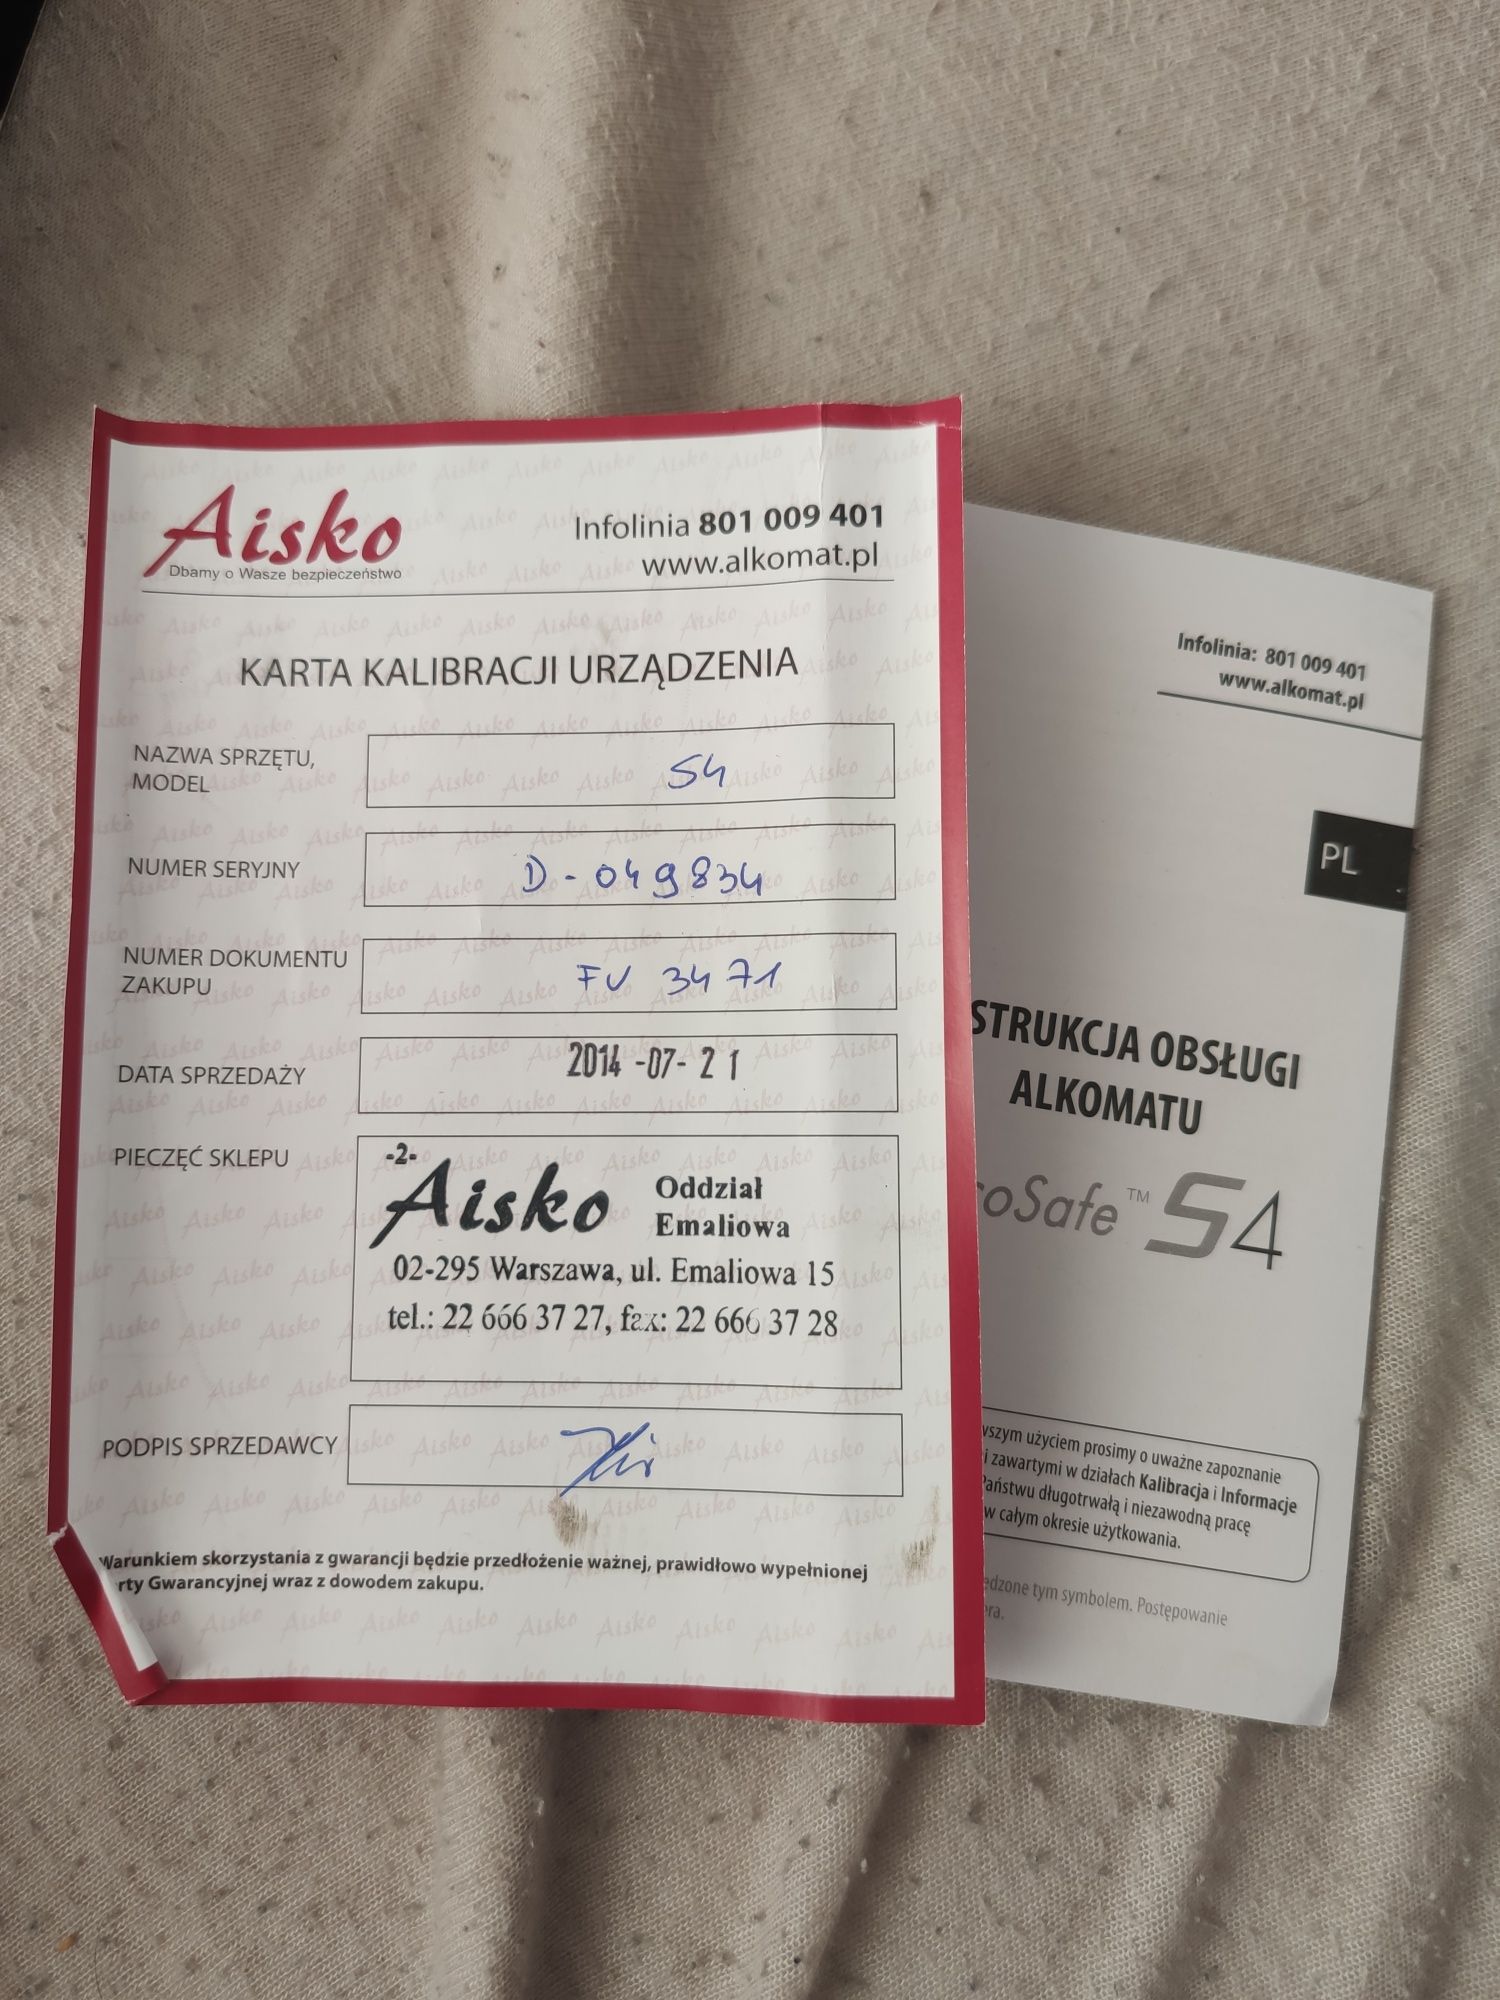 Aisko
Dbamy o Wasze bezpieczeństwo
Infolinia 801 009 401
www.alkomat.pl
KARTA KALIBRACJI URZĄDZENIA
NAZWA SPRZĘTU,
MODEL
S4
NUMER SERYJNY
D - 049834
NUMER DOKUMENTU
ZAKUPU
FV 3471
DATA SPRZEDAŻY
2014 -07- 2 1
PIECZĘĆ SKLEPU
-2-
Aisko
Oddział
Emaliowa
02-295 Warszawa, ul. Emaliowa 15
tel.: 22 666 37 27, fax: 22 666 37 28
PODPIS SPRZEDAWCY
Warunkiem skorzystania z gwarancji będzie przedłożenie ważnej, prawidłowo wypełnionej
rty Gwarancyjnej wraz z dowodem zakupu.
Infolinia: 801 009 401
www.alkomat.pl
PL
STRUKCJA OBSŁUGI
ALKOMATU
oSafe™ S4
wszym użyciem prosimy o uważne zapoznanie
i zawartymi w działach Kalibracja i Informacje
Państwu długotrwałą i niezawodną pracę
w całym okresie użytkowania.
edzone tym symbolem. Postępowanie
era.